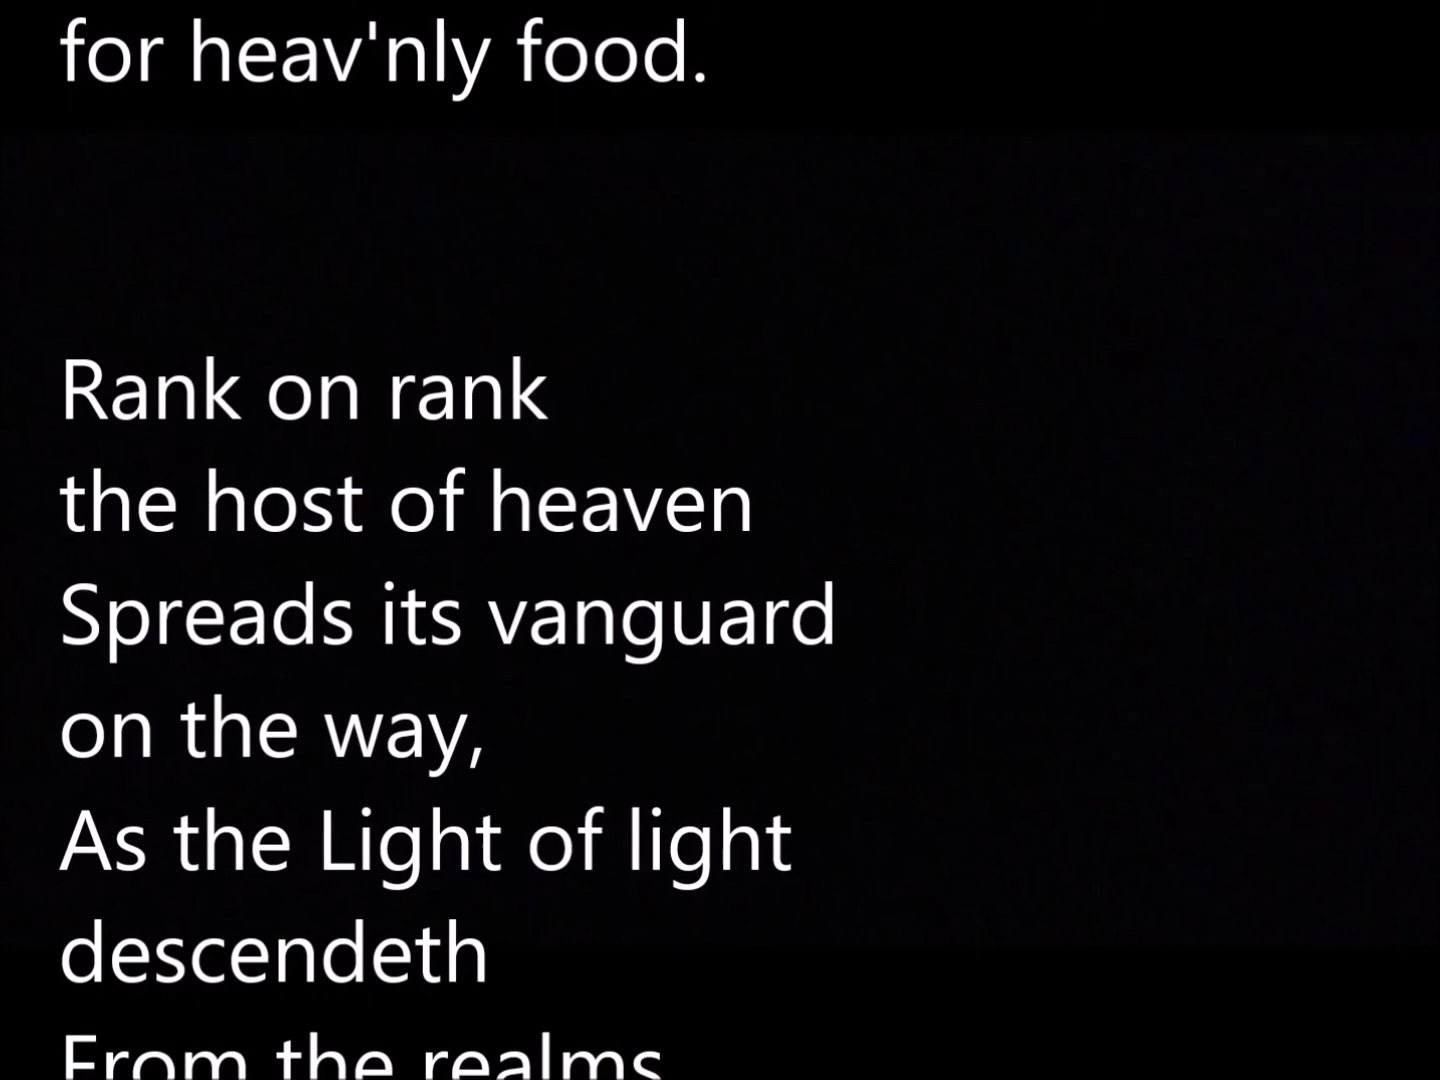 for heav'nly food.
Rank on rank
the host of heaven
Spreads its vanguard
on the way,
As the Light of light
descendeth
From the realms